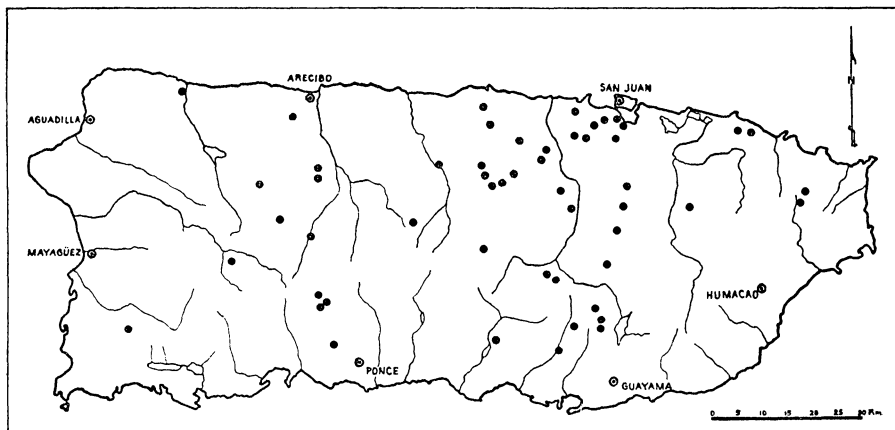 ARECIBO
SAN JUAN
N
AGUADILLA
MAYAGÜEZ
HUMACAO
PONCE
GUAYAMA
0 5 10 15 20 25 30 Km.